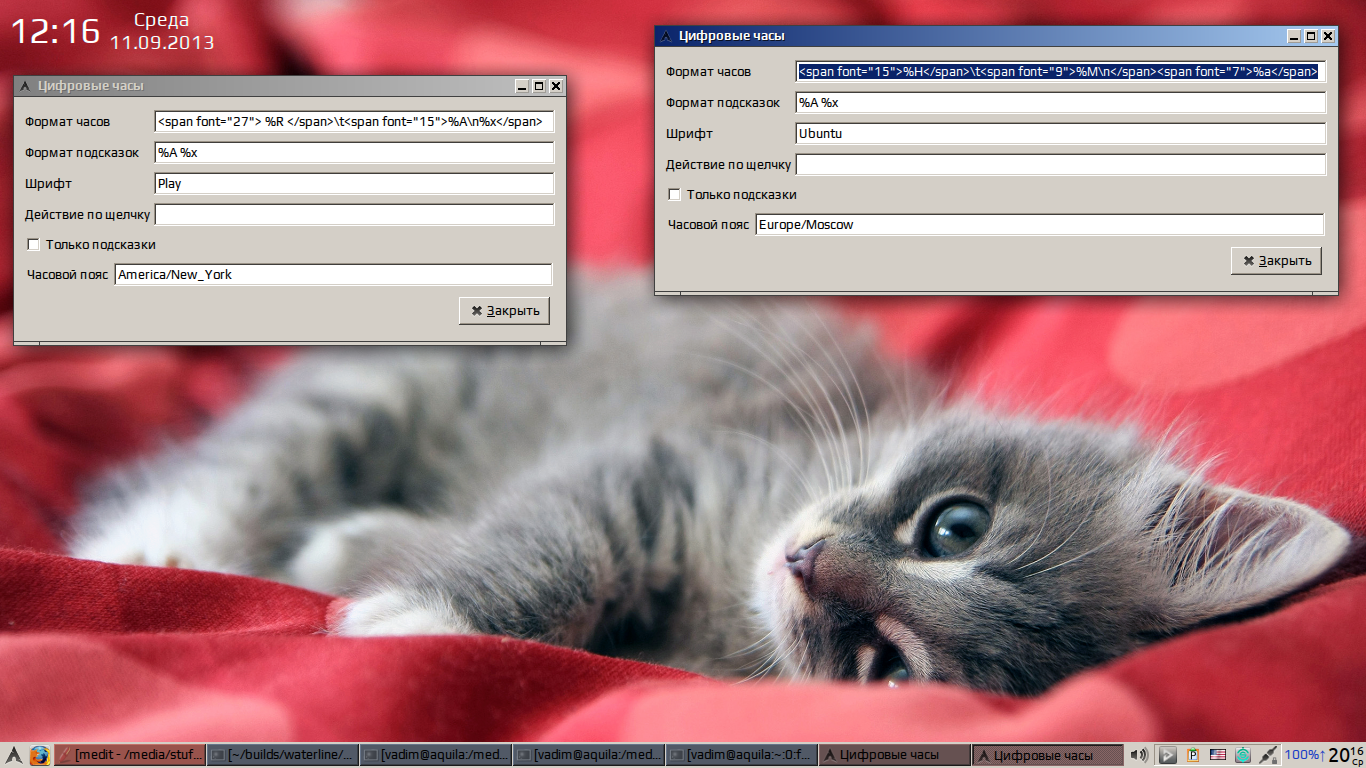 12:16
Среда
11.09.2013
Цифровые часы
Формат часов
<span font="27"> %R </span>\t<span font="15">%A\n%x</span>
Формат подсказок
%A %x
Шрифт
Play
Действие по щелчку
Только подсказки
Часовой пояс
America/New_York
Закрыть
Цифровые часы
Формат часов
<span font="15">%H</span>\t<span font="9">%M\n</span><span font="7">%a</span>
Формат подсказок
%A %x
Шрифт
Ubuntu
Действие по щелчку
Только подсказки
Часовой пояс
Europe/Moscow
Закрыть
[medit - /media/stuf...
[~/builds/waterline/...
[vadim@aquila:/med...
[vadim@aquila:/med...
[vadim@aquila:~:0:f...
Цифровые часы
Цифровые часы
P
100%↑
20 16
Ср